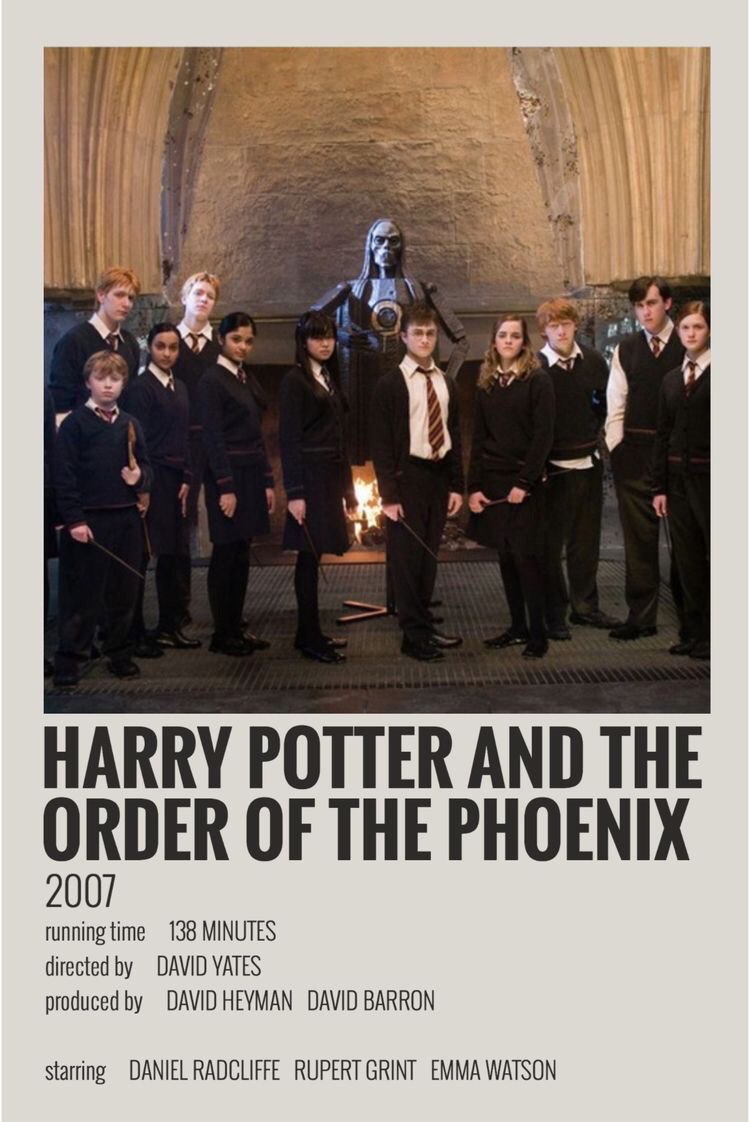 HARRY POTTER AND THE
ORDER OF THE PHOENIX
2007
running time 138 MINUTES
directed by DAVID YATES
produced by DAVID HEYMAN DAVID BARRON
starring DANIEL RADCLIFFE RUPERT GRINT EMMA WATSON